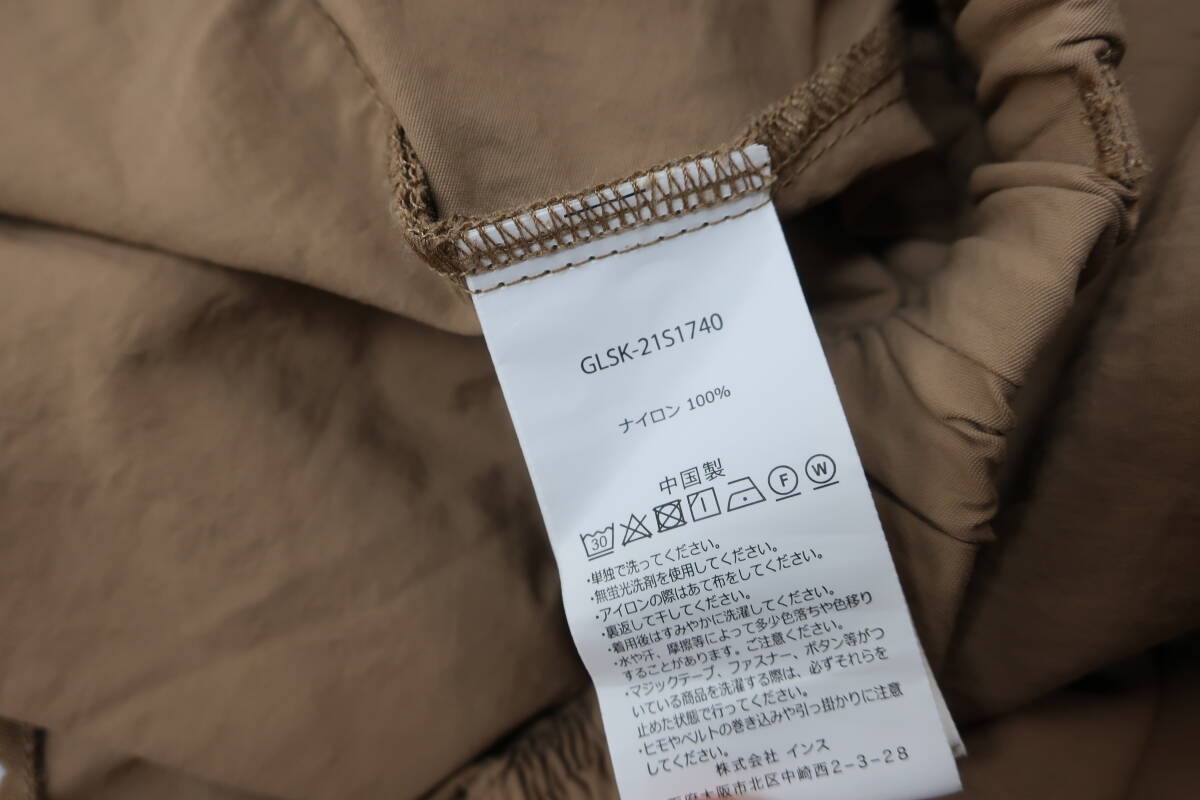 GLSK-21S1740
ナイロン 100%
中国製
30 F W
・単独で洗ってください。
・無蛍光洗剤を使用してください。
・アイロンの際はあて布をしてください。
・裏返して干してください。
・着用後はすみやかに洗濯してください。
・水や汗、摩擦等によって多少色落ちや色移り
することがあります。ご注意ください。
・マジックテープ、ファスナー、ボタン等がつ
いている商品を洗濯する際は、必ずそれらを
止めた状態で行ってください。
・ヒモやベルトの巻き込みや引っ掛かりに注意
してください。
株式会社 インス
府大阪市北区中崎西2-3-28